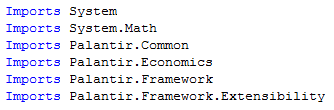 Imports System
Imports System.Math
Imports Palantir.Common
Imports Palantir.Economics
Imports Palantir.Framework
Imports Palantir.Framework.Extensibility